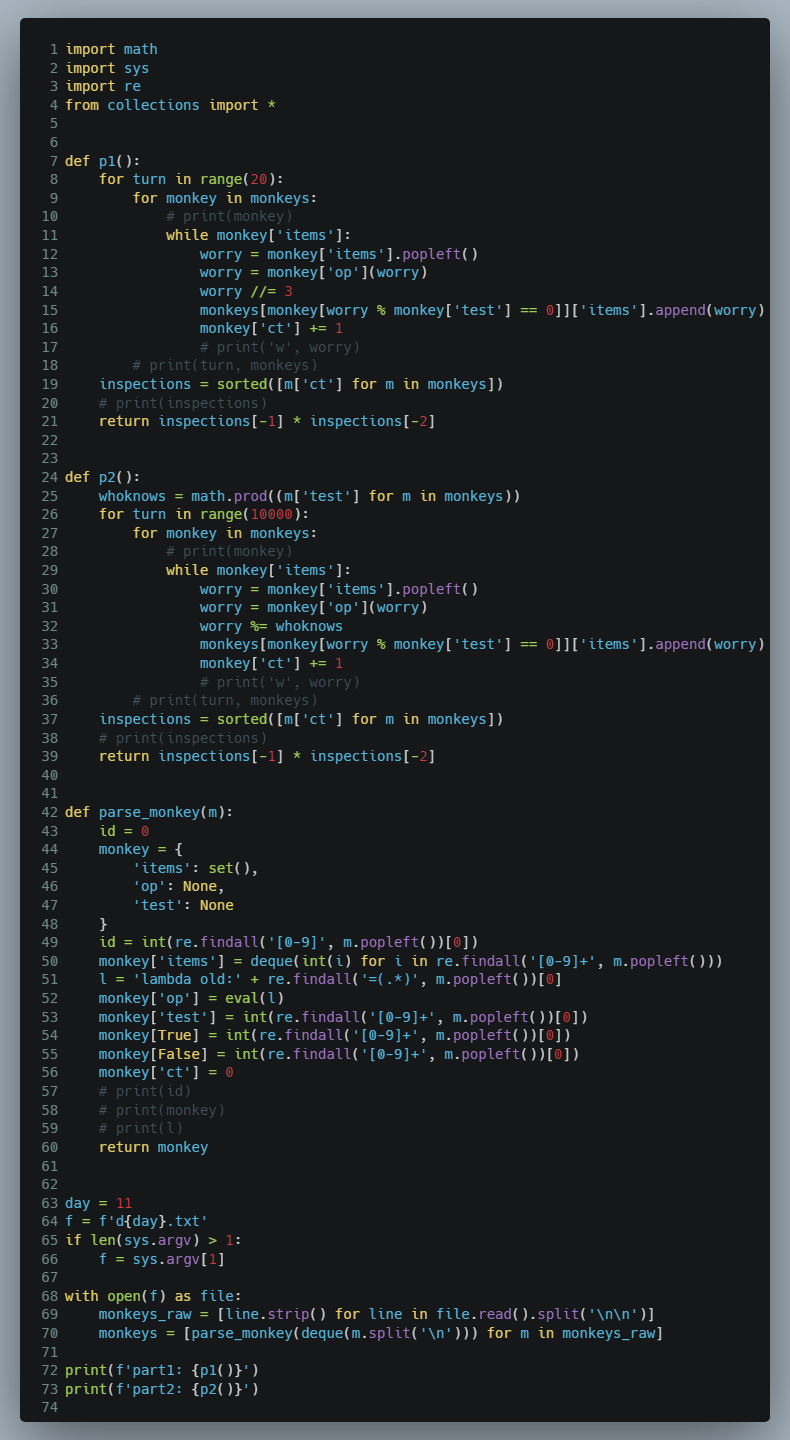 1 import math
2 import sys
3 import re
4 from collections import *
5
6
7 def p1():
8     for turn in range(20):
9         for monkey in monkeys:
10             # print(monkey)
11             while monkey['items']:
12                 worry = monkey['items'].popleft()
13                 worry = monkey['op'](worry)
14                 worry //= 3
15                 monkeys[monkey[worry % monkey['test'] == 0]]['items'].append(worry)
16                 monkey['ct'] += 1
17                 # print('w', worry)
18         # print(turn, monkeys)
19     inspections = sorted([m['ct'] for m in monkeys])
20     # print(inspections)
21     return inspections[-1] * inspections[-2]
22
23
24 def p2():
25     whoknows = math.prod((m['test'] for m in monkeys))
26     for turn in range(10000):
27         for monkey in monkeys:
28             # print(monkey)
29             while monkey['items']:
30                 worry = monkey['items'].popleft()
31                 worry = monkey['op'](worry)
32                 worry %= whoknows
33                 monkeys[monkey[worry % monkey['test'] == 0]]['items'].append(worry)
34                 monkey['ct'] += 1
35                 # print('w', worry)
36         # print(turn, monkeys)
37     inspections = sorted([m['ct'] for m in monkeys])
38     # print(inspections)
39     return inspections[-1] * inspections[-2]
40
41
42 def parse_monkey(m):
43     id = 0
44     monkey = {
45         'items': set(),
46         'op': None,
47         'test': None
48     }
49     id = int(re.findall('[0-9]', m.popleft())[0])
50     monkey['items'] = deque(int(i) for i in re.findall('[0-9]+', m.popleft()))
51     l = 'lambda old:' + re.findall('=(.*)', m.popleft())[0]
52     monkey['op'] = eval(l)
53     monkey['test'] = int(re.findall('[0-9]+', m.popleft())[0])
54     monkey[True] = int(re.findall('[0-9]+', m.popleft())[0])
55     monkey[False] = int(re.findall('[0-9]+', m.popleft())[0])
56     monkey['ct'] = 0
57     # print(id)
58     # print(monkey)
59     # print(l)
60     return monkey
61
62
63 day = 11
64 f = f'd{day}.txt'
65 if len(sys.argv) > 1:
66     f = sys.argv[1]
67
68 with open(f) as file:
69     monkeys_raw = [line.strip() for line in file.read().split('\n\n')]
70     monkeys = [parse_monkey(deque(m.split('\n'))) for m in monkeys_raw]
71
72 print(f'part1: {p1()}')
73 print(f'part2: {p2()}')
74